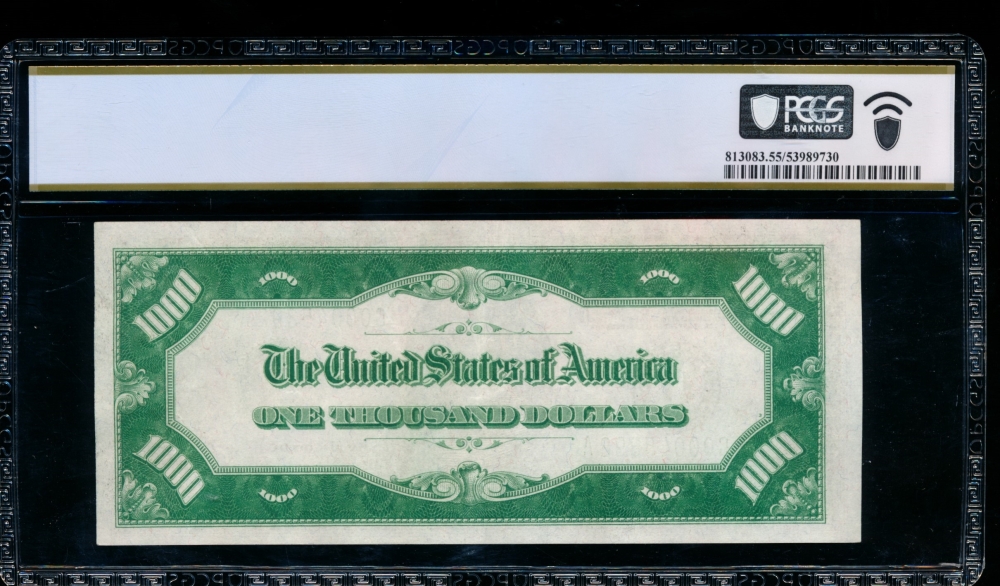 PCGS
BANKNOTE
813083.55/53989730
1000 1000 1000 1000
The United States of America
ONE THOUSAND DOLLARS
1000 1000 1000 1000